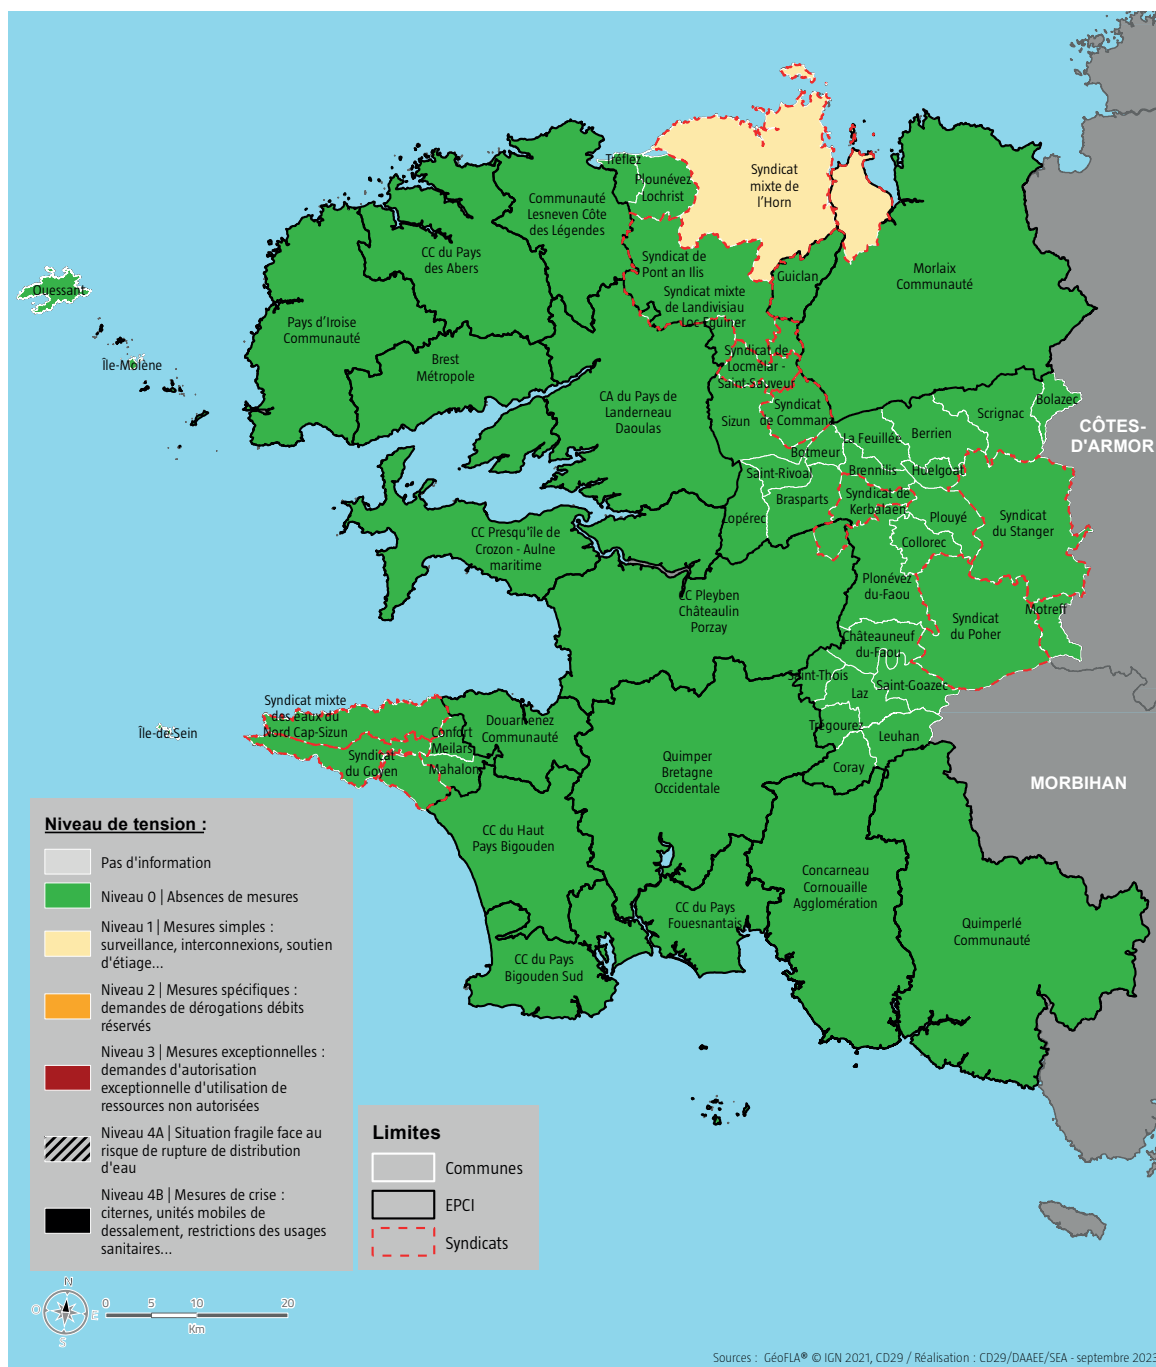 Tréflez
Plounévez
Lochrist
Syndicat
mixte de
l'Horn
Communauté
Lesneven Côte
des Légendes
CC du Pays
des Abers
Syndicat de
Pont an Ilis
Guiclan
Morlaix
Communauté
Ouessant
Syndicat mixte
de Landivisiau
Loc Eguiner
Pays d'Iroise
Communauté
Île-Molène
Brest
Métropole
Syndicat de
Locmélar -
Saint-Sauveur
CA du Pays de
Landerneau
Daoulas
Sizun
Syndicat
de Commana
Bolazec
Scrignac
Berrien
La Feuillée
CÔTES-
D'ARMOR
Botmeur
Saint-Rivoal
Brennilis
Huelgoat
Brasparts
Syndicat de
Kerbalaën
Lopérec
Plouyé
Syndicat
du Stanger
Collorec
CC Presqu'île de
Crozon - Aulne
maritime
Plonévez
du-Faou
CC Pleyben
Châteaulin
Porzay
Motreff
Syndicat
du Poher
Châteauneuf
du-Faou
Saint-Thois
Laz
Saint-Goazec
Syndicat mixte
des eaux du
Nord Cap-Sizun
Île-de-Sein
Douarnenez
Communauté
Confort
Meilars
Trégourez
Leuhan
Syndicat
du Goyen
Mahalon
Coray
Quimper
Bretagne
Occidentale
MORBIHAN
CC du Haut
Pays Bigouden
Concarneau
Cornouaille
Agglomération
CC du Pays
Fouesnantais
Quimperlé
Communauté
CC du Pays
Bigouden Sud
Niveau de tension :
Pas d'information
Niveau 0 | Absences de mesures
Niveau 1 | Mesures simples :
surveillance, interconnexions, soutien
d'étiage...
Niveau 2 | Mesures spécifiques :
demandes de dérogations débits
réservés
Niveau 3 | Mesures exceptionnelles :
demandes d'autorisation
exceptionnelle d'utilisation de
ressources non autorisées
Niveau 4A | Situation fragile face au
risque de rupture de distribution
d'eau
Niveau 4B | Mesures de crise :
citernes, unités mobiles de
dessalement, restrictions des usages
sanitaires...
Limites
Communes
EPCI
Syndicats
N
O E
S
0 5 10 20
Km
Sources : GéoFLA® © IGN 2021, CD29 / Réalisation : CD29/DAAEE/SEA - septembre 2023